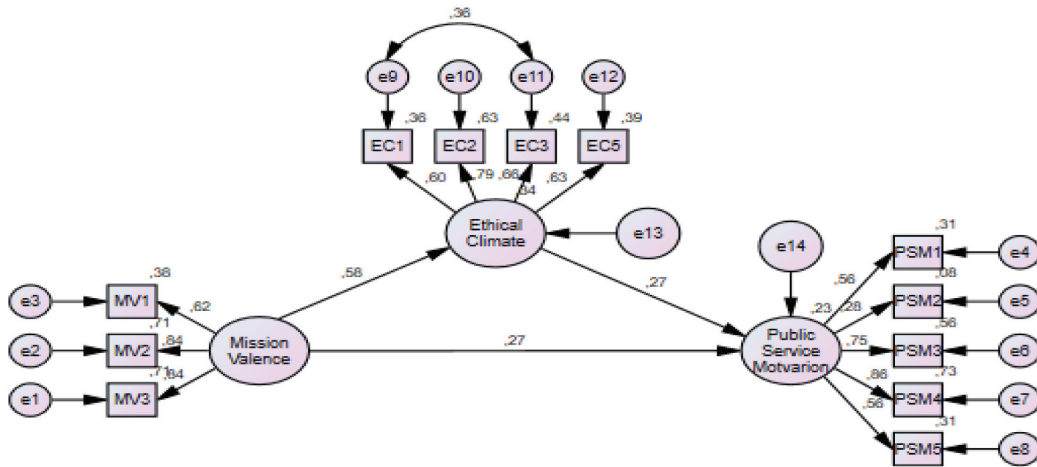 ,36
e9
e10
e11
e12
,36
,63
,44
,39
EC1
EC2
EC3
EC5
,60
,79
,66
,63
,34
Ethical
Climate
e13
e14
,31
PSM1
e4
,58
,27
,56
,08
,38
e3
MV1
,62
,23
,28
PSM2
e5
,71
,56
e2
MV2
,84
Mission
Valence
,27
Public
Service
Motvarion
,75
PSM3
e6
,71
,84
,86
,73
e1
MV3
PSM4
e7
,56
,31
PSM5
e8